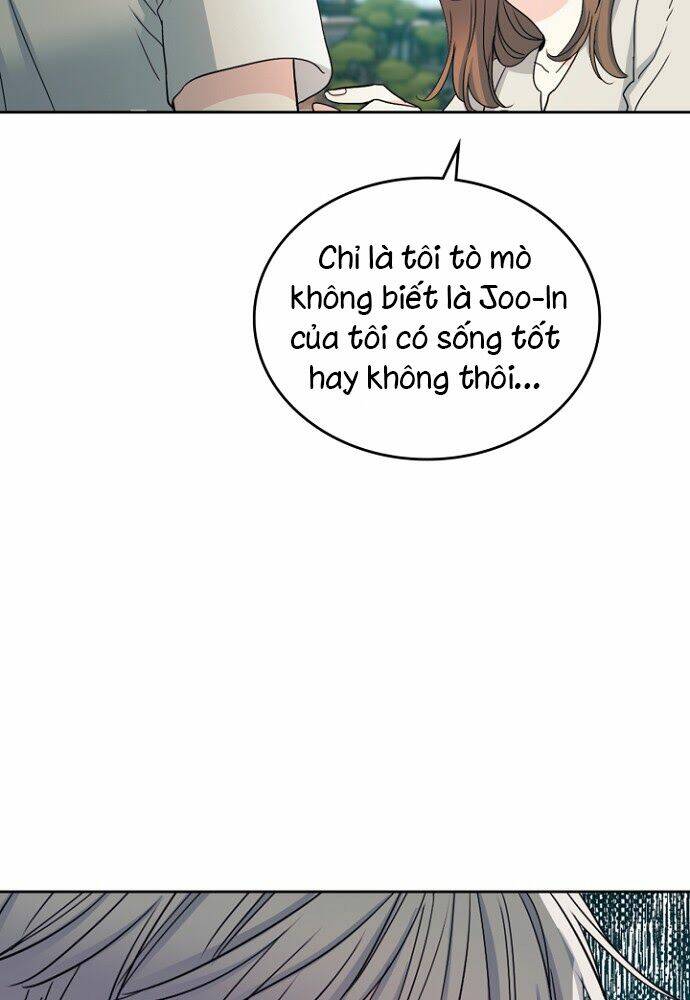 Chỉ là tôi tò mò
không biết là Joo-In
của tôi có sống tốt
hay không thôi...